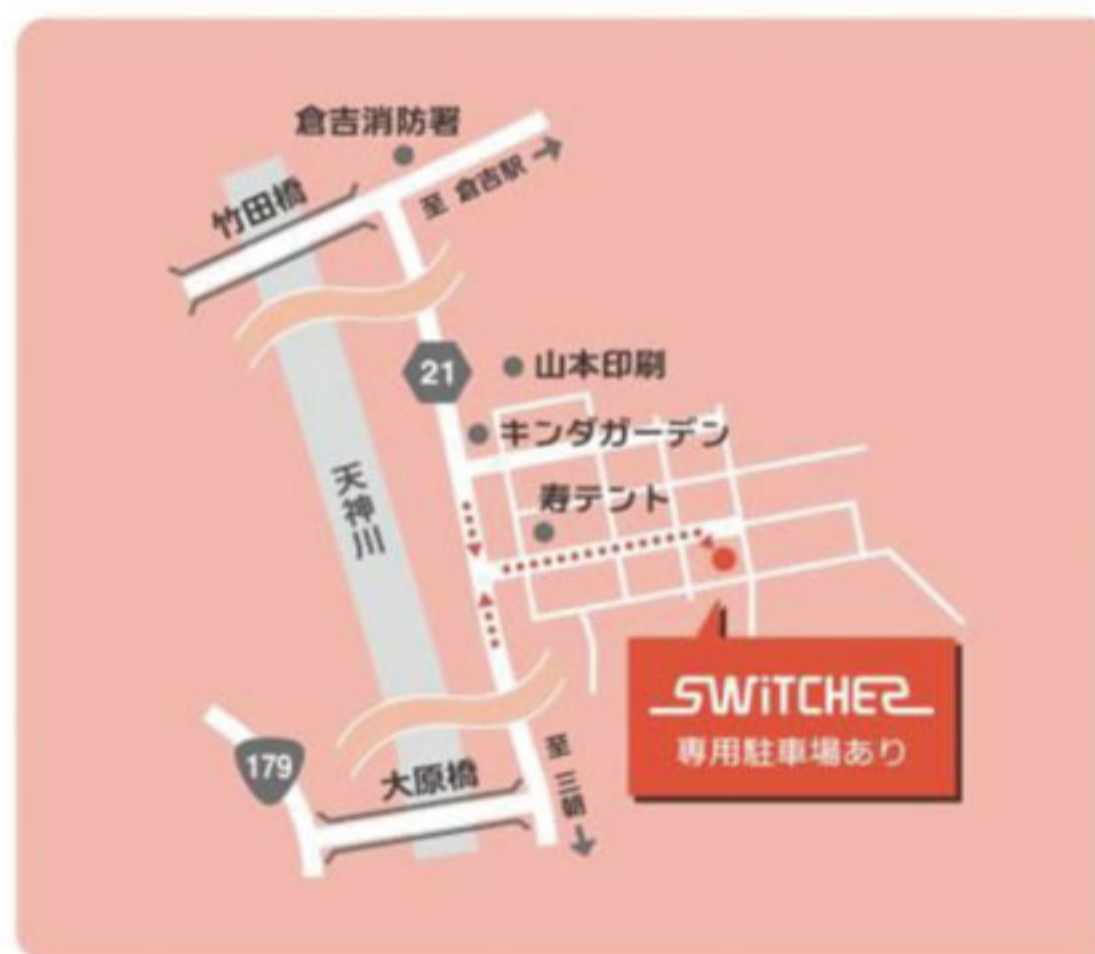 倉吉消防署
至 倉吉駅
竹田橋
21
山本印刷
キンダガーデン
寿テント
天神川
SWiTCHES
専用駐車場あり
179
大原橋
至 三朝